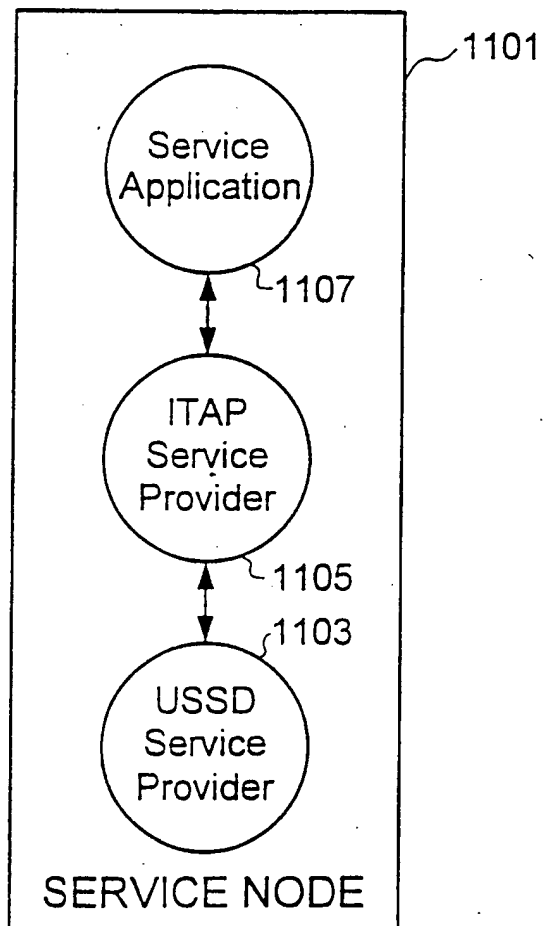 1101
Service
Application
1107
ITAP
Service
Provider
1105
1103
USSD
Service
Provider
SERVICE NODE